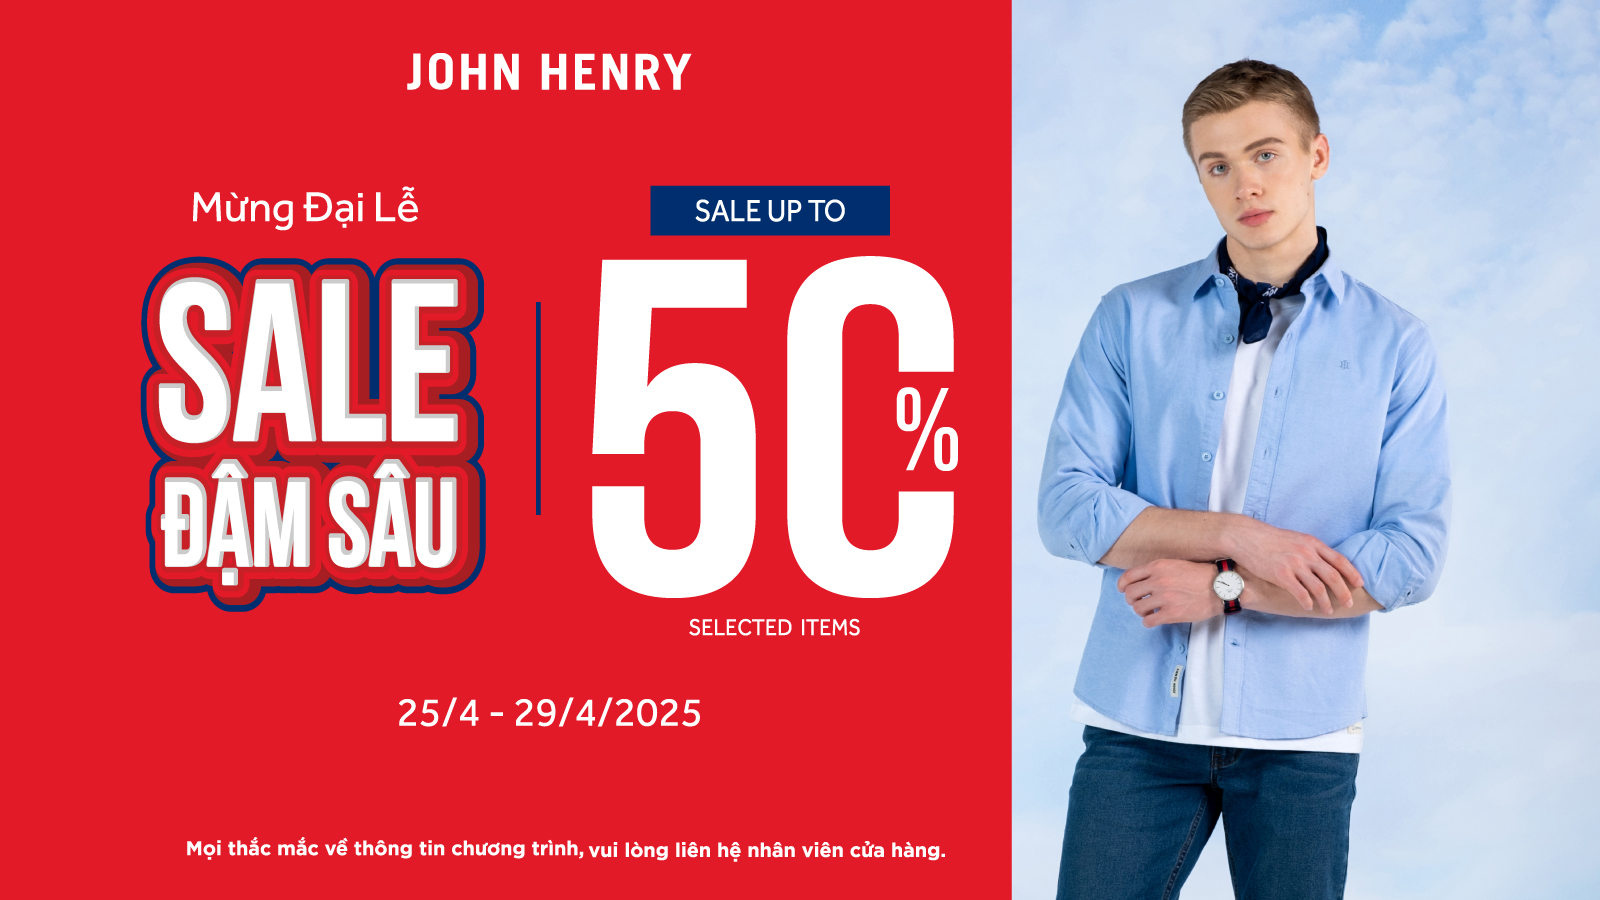 JOHN HENRY
Mừng Đại Lễ
SALE
ĐẬM SÂU
SALE UP TO
50%
SELECTED ITEMS
25/4 - 29/4/2025
Mọi thắc mắc về thông tin chương trình, vui lòng liên hệ nhân viên cửa hàng.